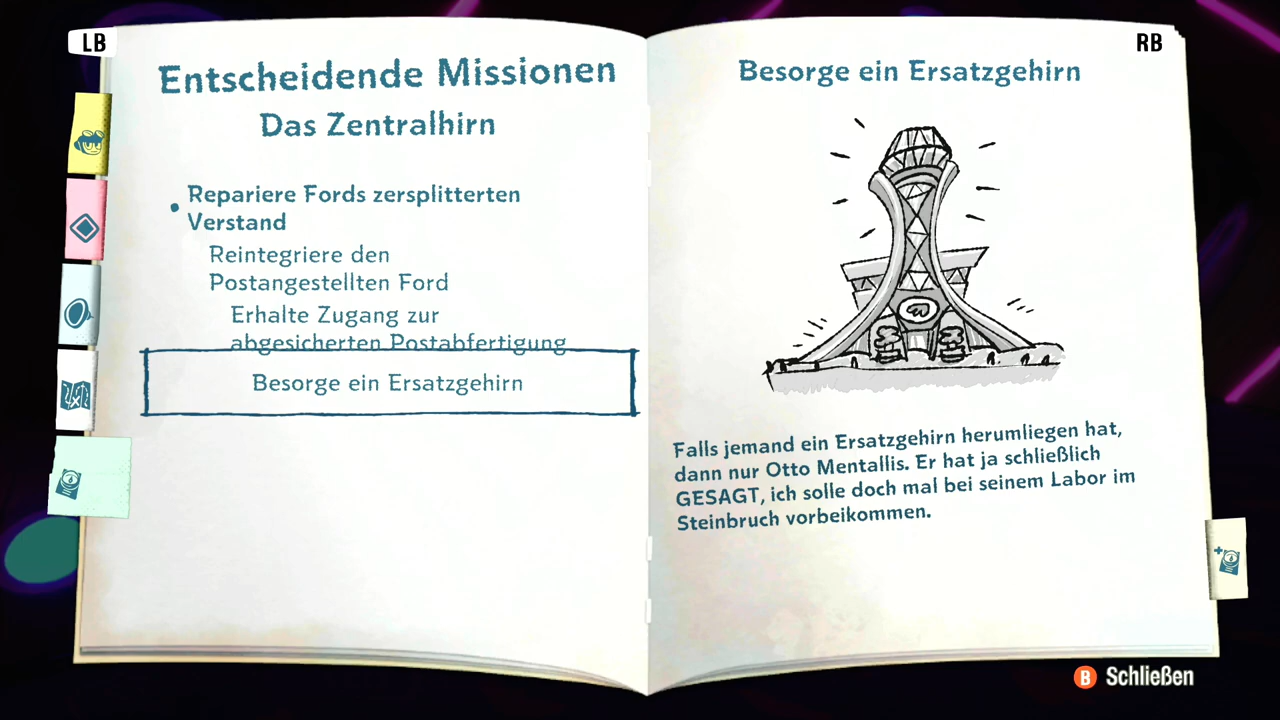 LB
RB
Entscheidende Missionen
Das Zentralhirn
Repariere Fords zersplitterten
Verstand
Reintegriere den
Postangestellten Ford
Erhalte Zugang zur
abgesicherten Postabfertigung
Besorge ein Ersatzgehirn
Besorge ein Ersatzgehirn
Falls jemand ein Ersatzgehirn herumliegen hat,
dann nur Otto Mentallis. Er hat ja schließlich
GESAGT, ich solle doch mal bei seinem Labor im
Steinbruch vorbeikommen.
B Schließen